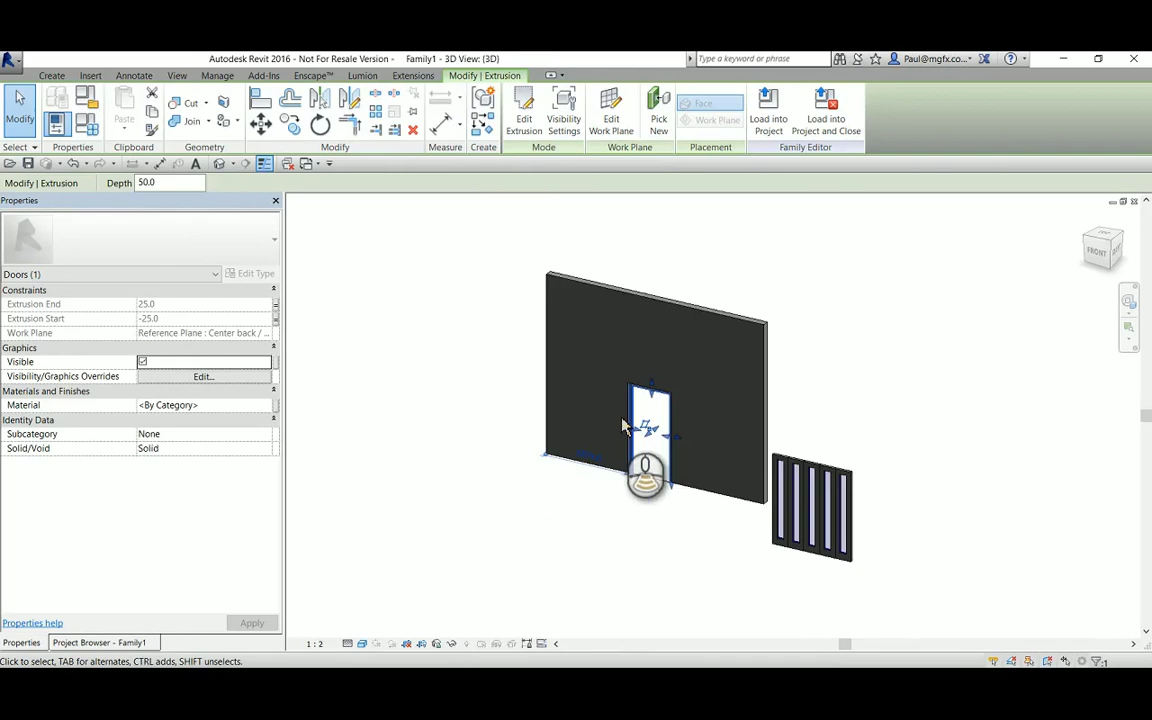 Autodesk Revit 2016 - Not For Resale Version - Family1 - 3D View: {3D}
Type a keyword or phrase
Paul@mgfx.co...
Create Insert Annotate View Manage Add-Ins Enscape™ Lumion Extensions Modify | Extrusion
Modify
Paste
Cut
Join
Edit Extrusion
Visibility Settings
Edit Work Plane
Pick New
Face
Work Plane
Load into Project
Load into Project and Close
Select Properties Clipboard Geometry Modify Measure Create Mode Work Plane Placement Family Editor
Modify | Extrusion Depth 50.0
Properties
Doors (1) Edit Type
Constraints
Extrusion End 25.0
Extrusion Start -25.0
Work Plane Reference Plane : Center back / ...
Graphics
Visible
Visibility/Graphics Overrides Edit...
Materials and Finishes
Material <By Category>
Identity Data
Subcategory None
Solid/Void Solid
FRONT
Properties help Apply
Properties Project Browser - Family1
1 : 2
Click to select, TAB for alternates, CTRL adds, SHIFT unselects.
:1